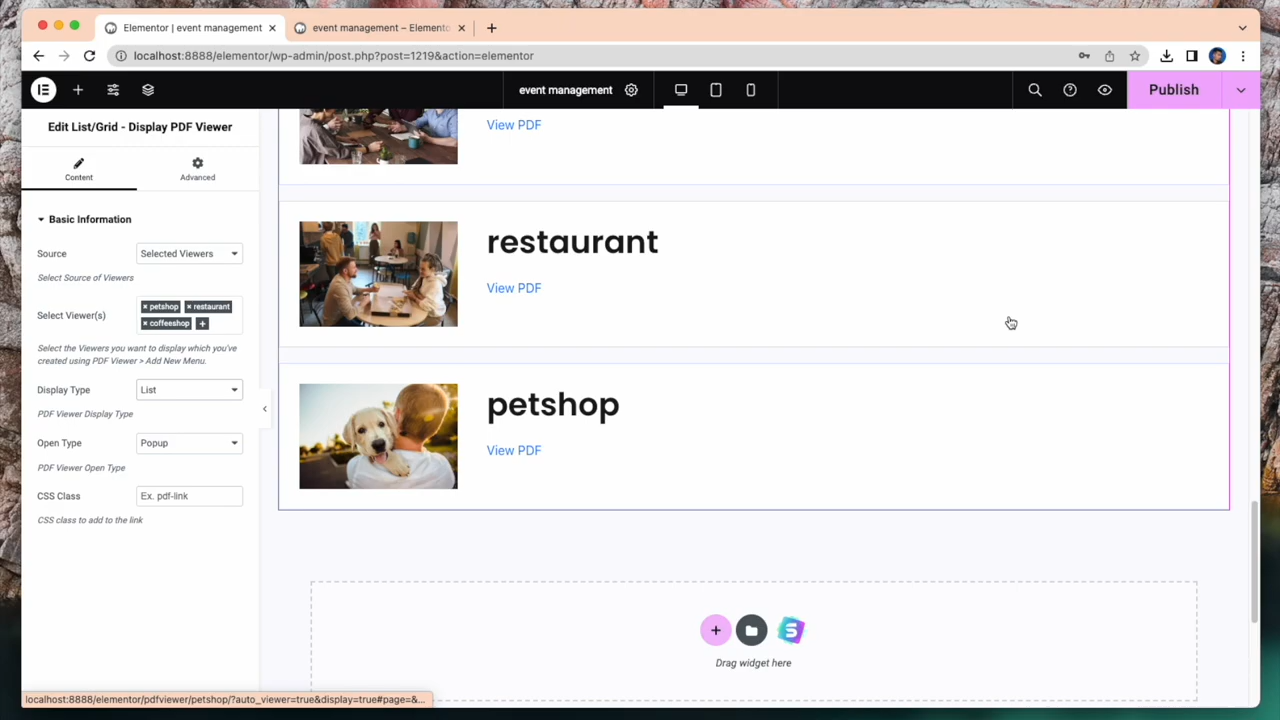 Elementor | event management
event management – Elemento
localhost:8888/elementor/wp-admin/post.php?post=1219&action=elementor
event management
Publish
Edit List/Grid - Display PDF Viewer
Content
Advanced
Basic Information
Source
Selected Viewers
Select Source of Viewers
Select Viewer(s)
× petshop × restaurant
× coffeeshop +
Select the Viewers you want to display which you've
created using PDF Viewer > Add New Menu.
Display Type
List
PDF Viewer Display Type
Open Type
Popup
PDF Viewer Open Type
CSS Class
Ex. pdf-link
CSS class to add to the link
View PDF
restaurant
View PDF
petshop
View PDF
Drag widget here
localhost:8888/elementor/pdfviewer/petshop/?auto_viewer=true&display=true#page=&...